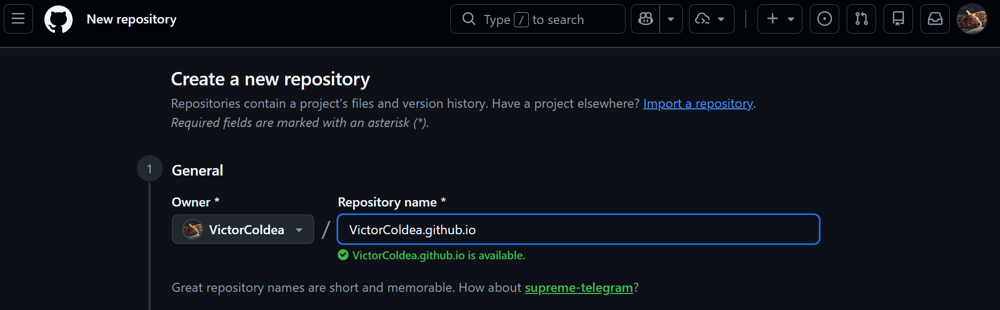 New repository
Type / to search
Create a new repository
Repositories contain a project's files and version history. Have a project elsewhere? Import a repository.
Required fields are marked with an asterisk (*).
1
General
Owner *
Repository name *
VictorColdea
/
VictorColdea.github.io
VictorColdea.github.io is available.
Great repository names are short and memorable. How about supreme-telegram?